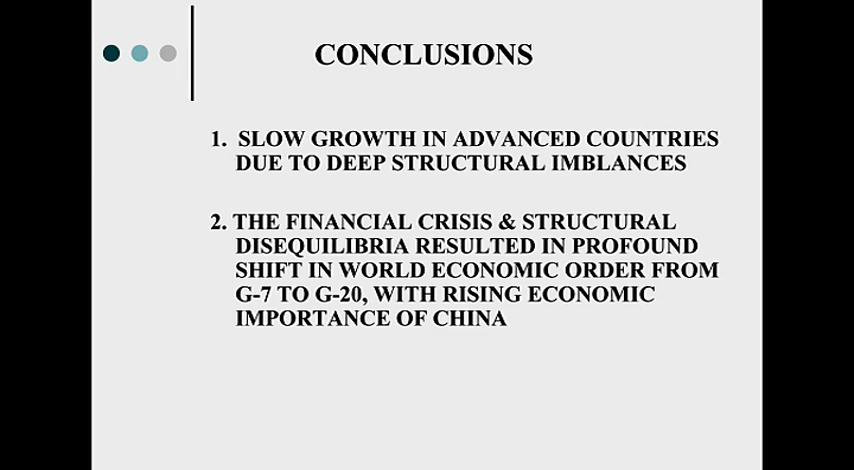 CONCLUSIONS
1. SLOW GROWTH IN ADVANCED COUNTRIES
DUE TO DEEP STRUCTURAL IMBLANCES
2. THE FINANCIAL CRISIS & STRUCTURAL
DISEQUILIBRIA RESULTED IN PROFOUND
SHIFT IN WORLD ECONOMIC ORDER FROM
G-7 TO G-20, WITH RISING ECONOMIC
IMPORTANCE OF CHINA